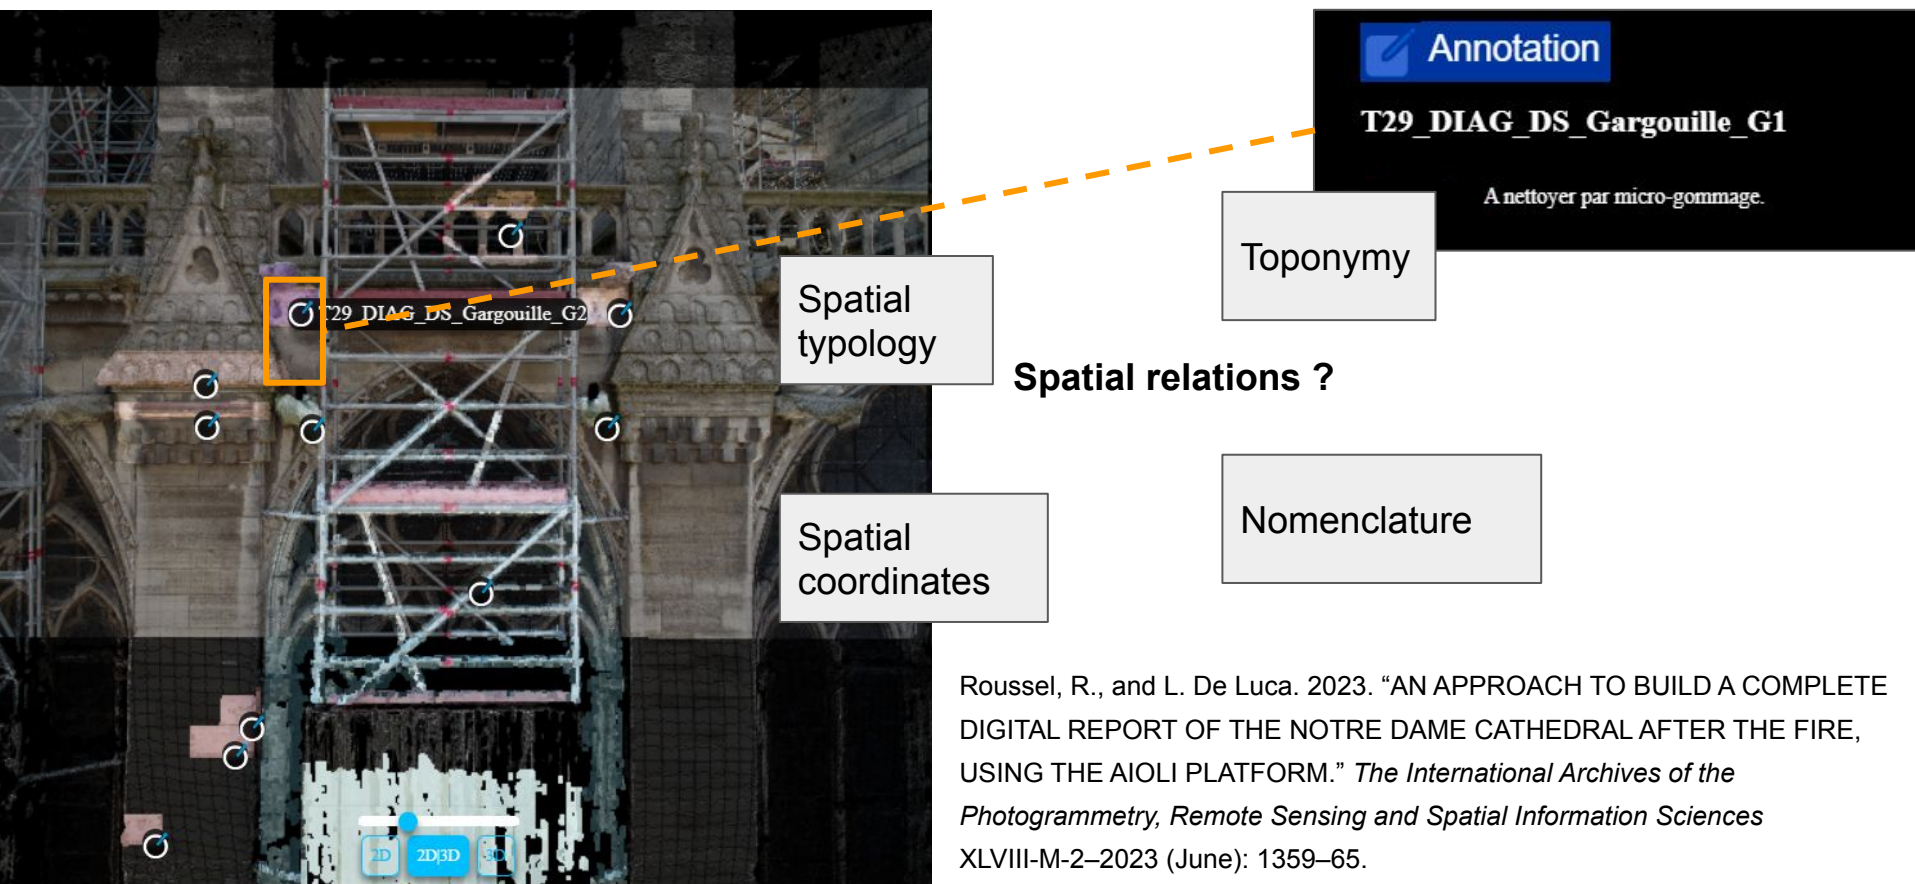 Annotation
T29_DIAG_DS_Gargouille_G1
A nettoyer par micro-gommage.
Toponymy
Spatial
typology
T29_DIAG_DS_Gargouille_G2
Spatial relations ?
Nomenclature
Spatial
coordinates
Roussel, R., and L. De Luca. 2023. “AN APPROACH TO BUILD A COMPLETE
DIGITAL REPORT OF THE NOTRE DAME CATHEDRAL AFTER THE FIRE,
USING THE AIOLI PLATFORM.” The International Archives of the
Photogrammetry, Remote Sensing and Spatial Information Sciences
XLVIII-M-2–2023 (June): 1359–65.
2D
2D|3D
3D